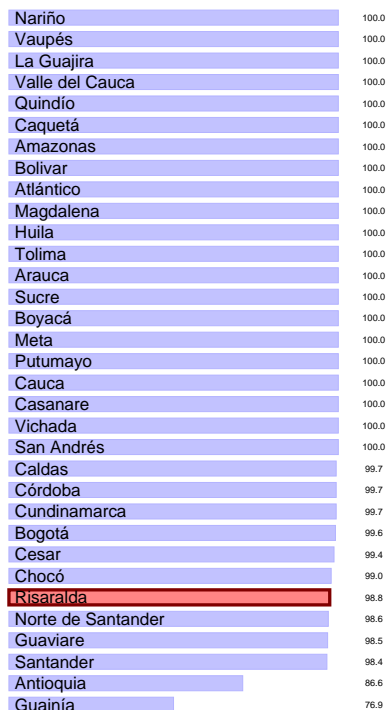 Nariño 100.0
Vaupés 100.0
La Guajira 100.0
Valle del Cauca 100.0
Quindío 100.0
Caquetá 100.0
Amazonas 100.0
Bolivar 100.0
Atlántico 100.0
Magdalena 100.0
Huila 100.0
Tolima 100.0
Arauca 100.0
Sucre 100.0
Boyacá 100.0
Meta 100.0
Putumayo 100.0
Cauca 100.0
Casanare 100.0
Vichada 100.0
San Andrés 100.0
Caldas 99.7
Córdoba 99.7
Cundinamarca 99.7
Bogotá 99.6
Cesar 99.4
Chocó 99.0
Risaralda 98.8
Norte de Santander 98.6
Guaviare 98.5
Santander 98.4
Antioquia 86.6
Guainía 76.9